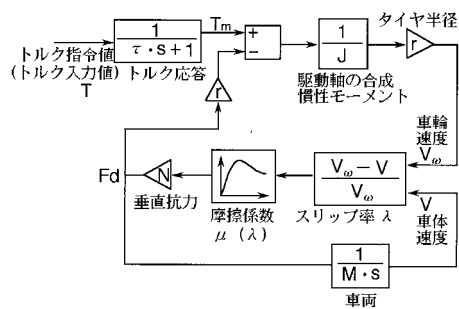 トルク指令値
(トルク入力値)
T
1
τ・s+1
トルク応答
Tm
+
−
r
1
J
駆動軸の合成
慣性モーメント
タイヤ半径
r
車輪
速度
Vω
Fd
N
垂直抗力
摩擦係数
μ (λ)
Vω − V
Vω
スリップ率 λ
V
車体
速度
1
M・s
車両